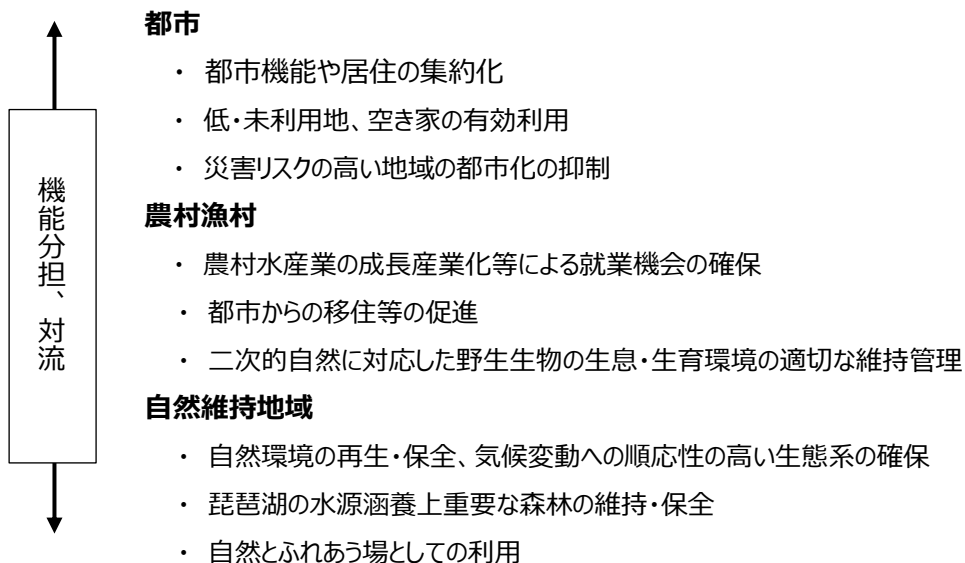 都市
・ 都市機能や居住の集約化
・ 低・未利用地、空き家の有効利用
・ 災害リスクの高い地域の都市化の抑制
農村漁村
・ 農村水産業の成長産業化等による就業機会の確保
・ 都市からの移住等の促進
・ 二次的自然に対応した野生生物の生息・生育環境の適切な維持管理
自然維持地域
・ 自然環境の再生・保全、気候変動への順応性の高い生態系の確保
・ 琵琶湖の水源涵養上重要な森林の維持・保全
・ 自然とふれあう場としての利用
機能分担、対流